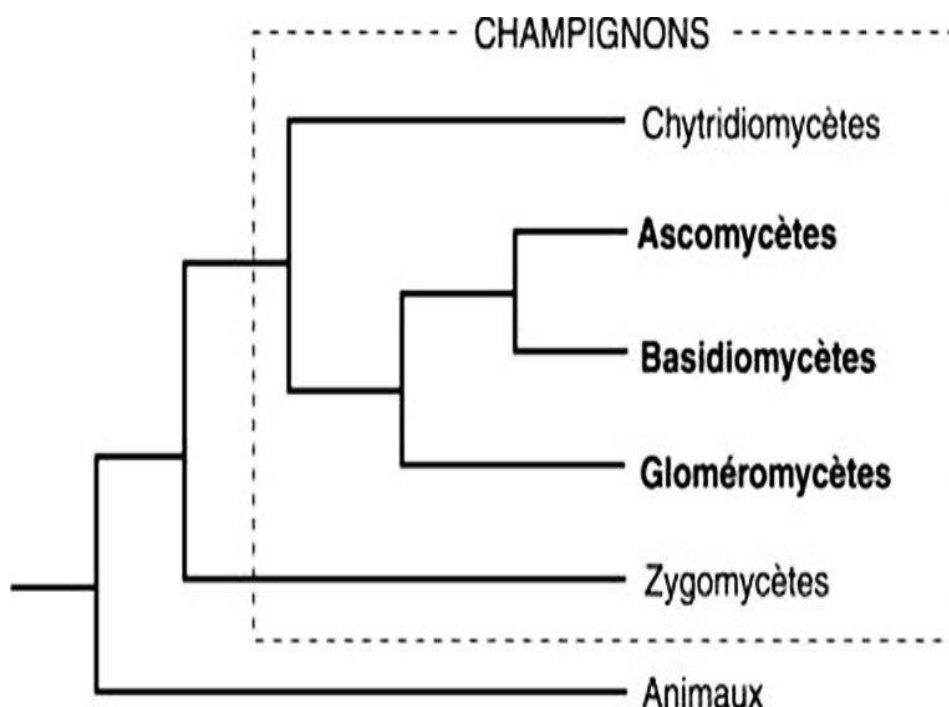 CHAMPIGNONS
Chytridiomycètes
Ascomycètes
Basidiomycètes
Gloméromycètes
Zygomycètes
Animaux